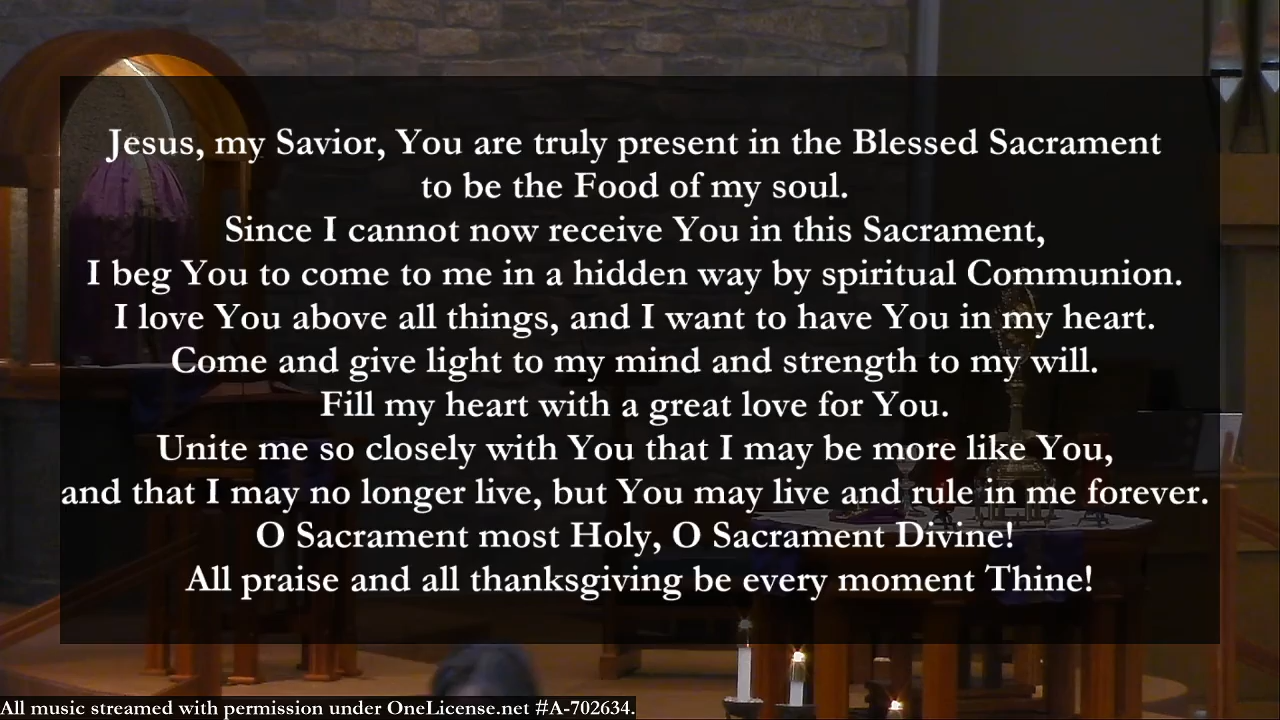 Jesus, my Savior, You are truly present in the Blessed Sacrament
to be the Food of my soul.
Since I cannot now receive You in this Sacrament,
I beg You to come to me in a hidden way by spiritual Communion.
I love You above all things, and I want to have You in my heart.
Come and give light to my mind and strength to my will.
Fill my heart with a great love for You.
Unite me so closely with You that I may be more like You,
and that I may no longer live, but You may live and rule in me forever.
O Sacrament most Holy, O Sacrament Divine!
All praise and all thanksgiving be every moment Thine!
All music streamed with permission under OneLicense.net #A-702634.